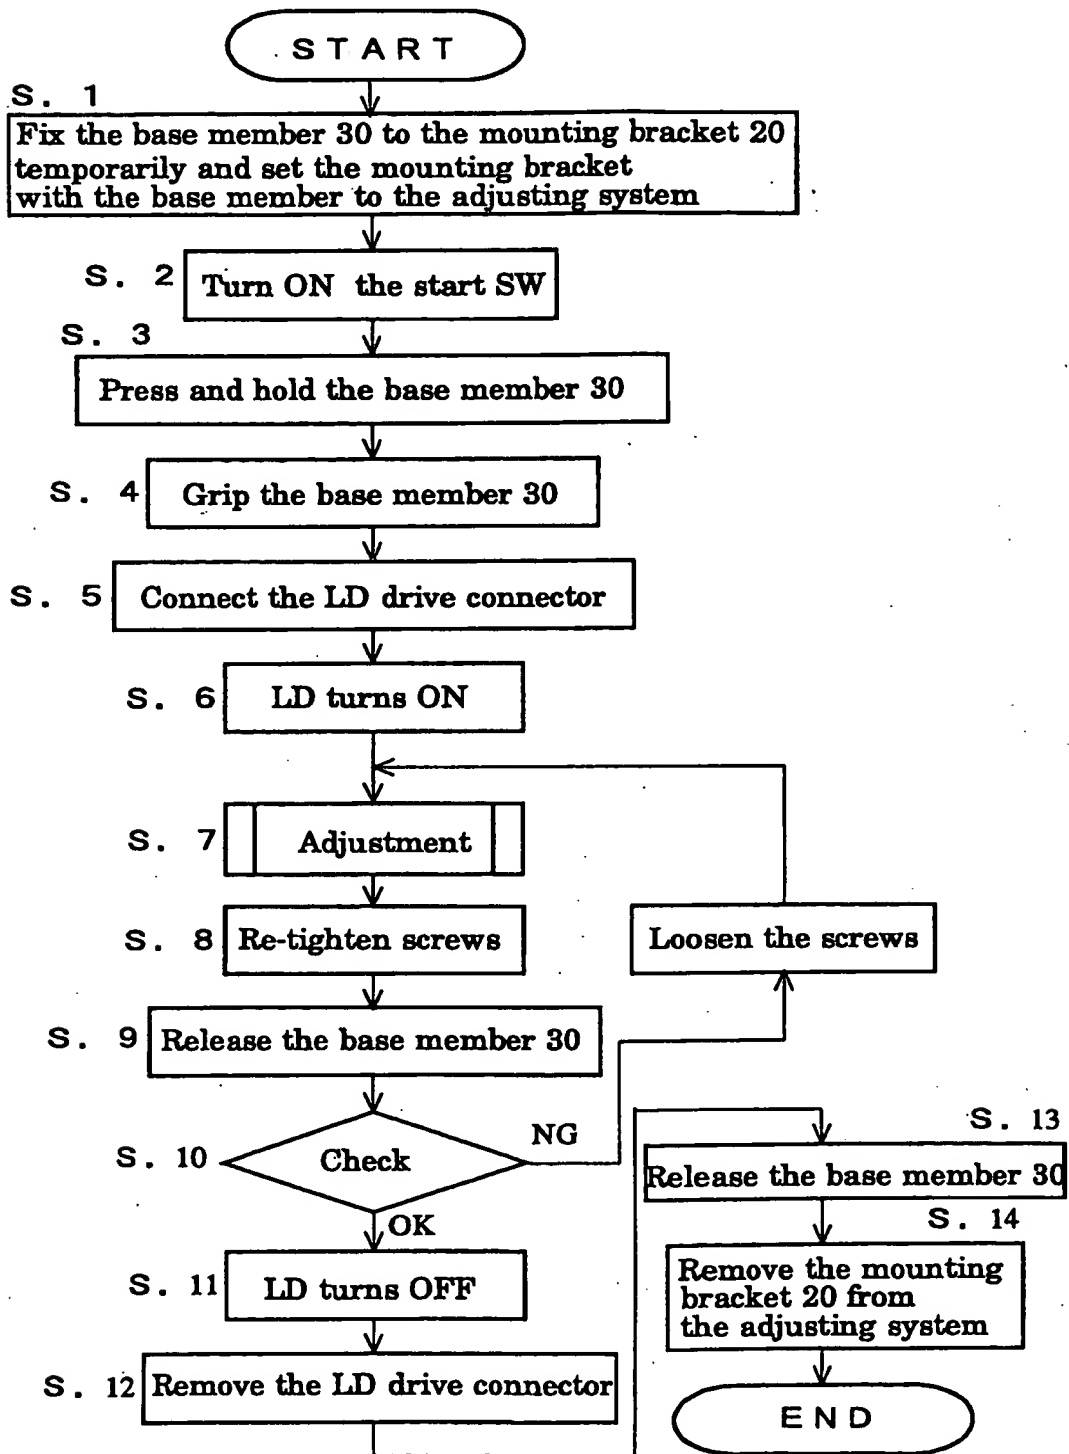 START
S. 1
Fix the base member 30 to the mounting bracket 20
temporarily and set the mounting bracket
with the base member to the adjusting system
S. 2
Turn ON the start SW
S. 3
Press and hold the base member 30
S. 4
Grip the base member 30
S. 5
Connect the LD drive connector
S. 6
LD turns ON
S. 7
Adjustment
S. 8
Re-tighten screws
Loosen the screws
S. 9
Release the base member 30
S. 10
Check
NG
OK
S. 11
LD turns OFF
S. 12
Remove the LD drive connector
S. 13
Release the base member 30
S. 14
Remove the mounting
bracket 20 from
the adjusting system
END